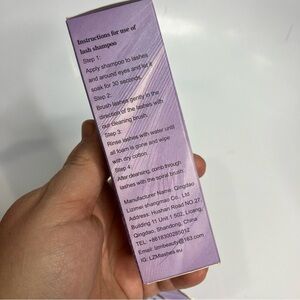 Instructions for use of
lash shampoo
Step 1:
Apply shampoo to lashes
and around eyes and let it
soak for 30 seconds.
Step 2:
Brush lashes gently in the
direction of the lashes with
our cleaning brush.
Step 3:
Rinse lashes with water until
all foam is gone and wipe
with dry cotton.
Step 4:
After cleansing, comb through
lashes with the spiral brush.
Manufacturer Name: Qingdao
Lizmei shangmao Co., Ltd
Address: Hushan Road NO.27,
Building 11 Unit 1 502, Licang,
Qingdao, Shandong, China
TEL: +8618300285012
Email: lzmbeauty@163.com
IG: LZMlashes.eu